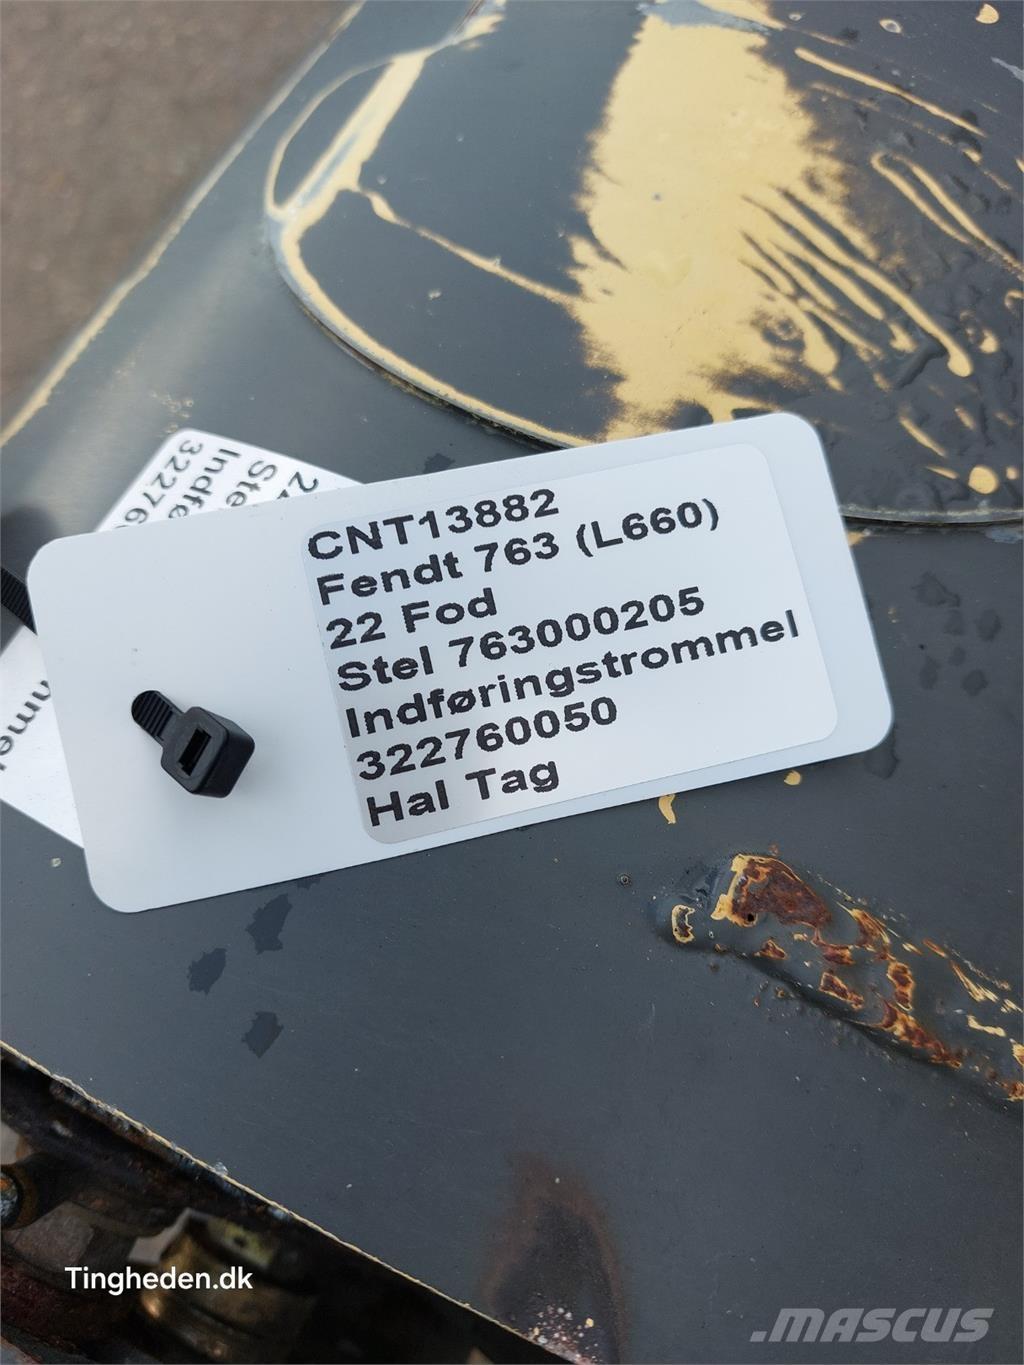 CNT13882
Fendt 763 (L660)
22 Fod
Stel 763000205
Indføringstrommel
322760050
Hal Tag
Tingheden.dk
.MASCUS